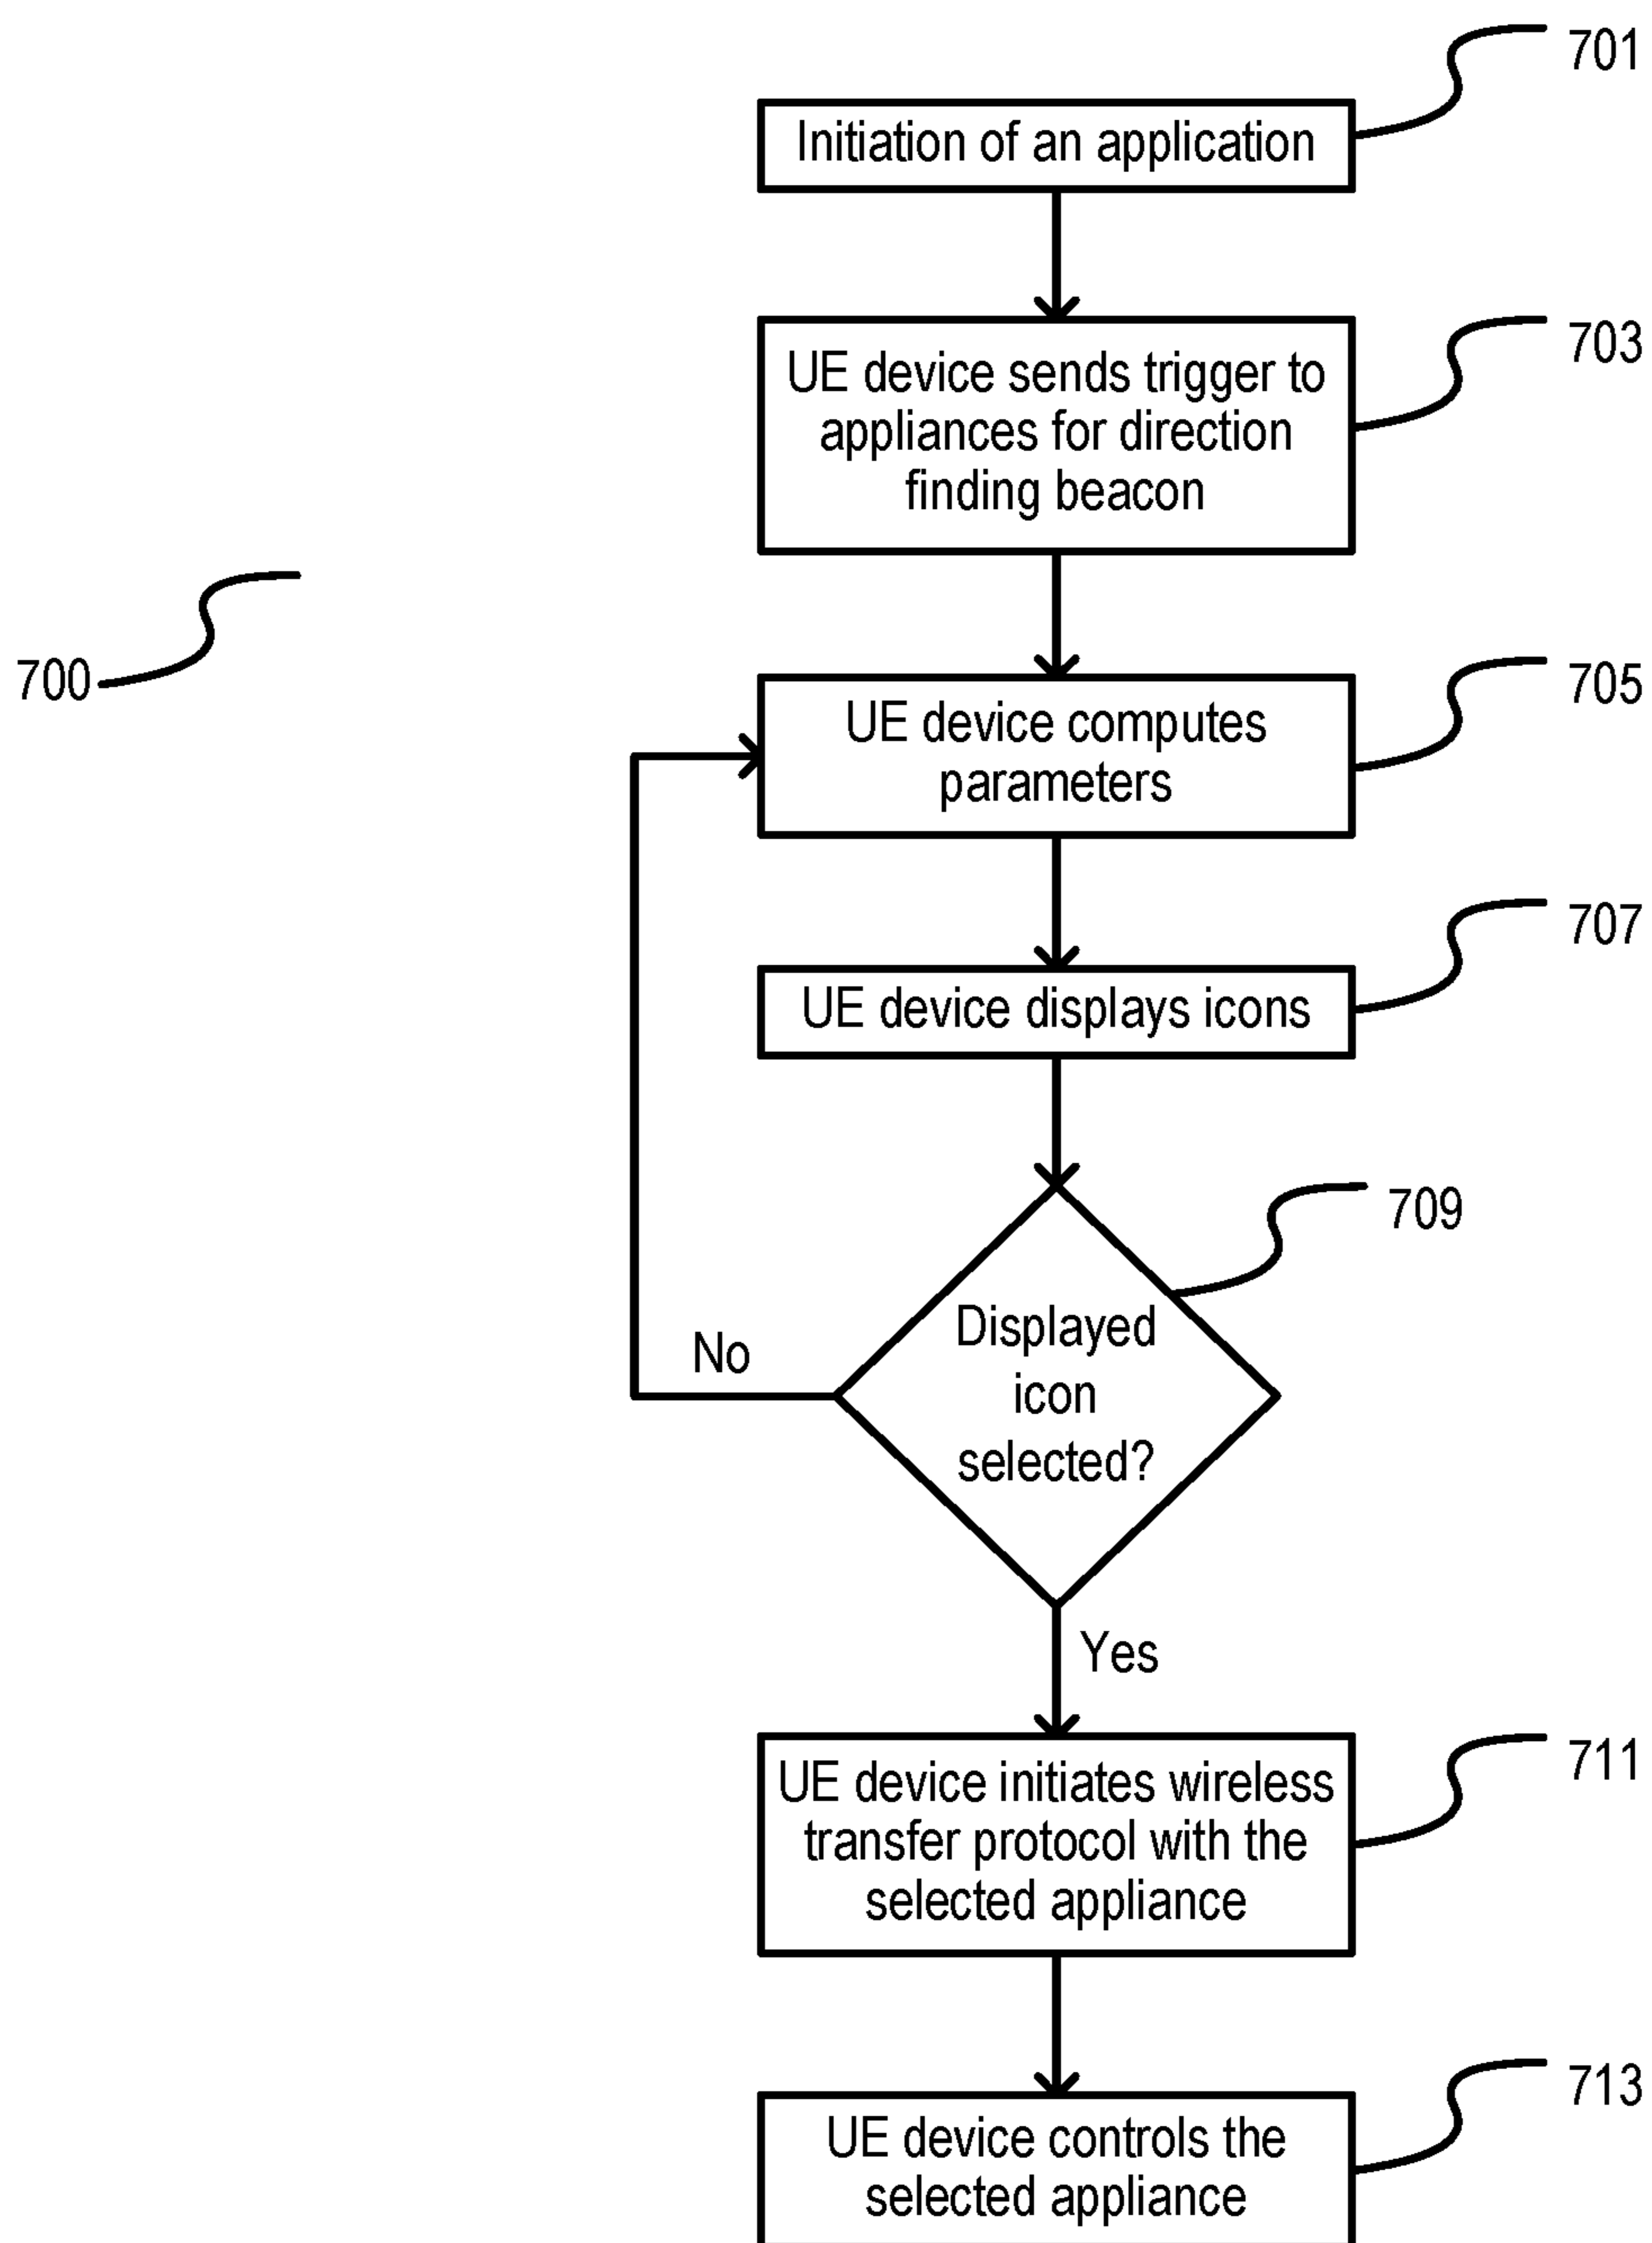 701
Initiation of an application
703
UE device sends trigger to
appliances for direction
finding beacon
700
705
UE device computes
parameters
707
UE device displays icons
709
Displayed
icon
selected?
No
Yes
711
UE device initiates wireless
transfer protocol with the
selected appliance
713
UE device controls the
selected appliance